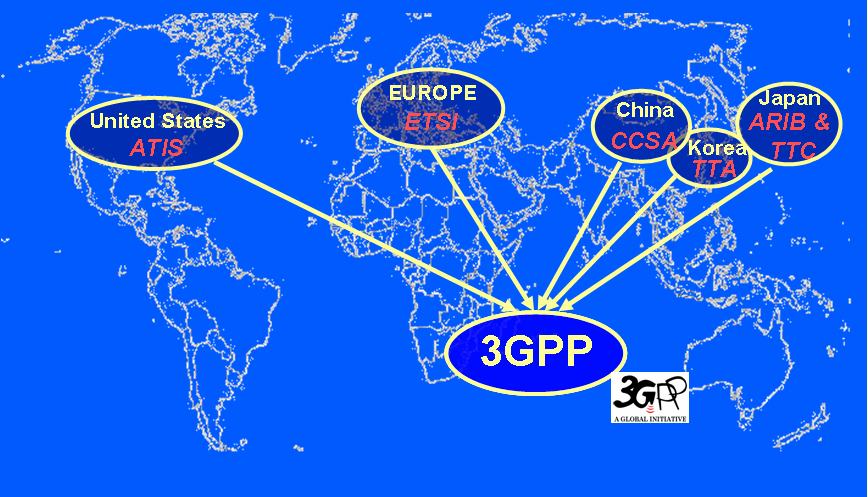 United States
ATIS
EUROPE
ETSI
China
CCSA
Korea
TTA
Japan
ARIB &
TTC
3GPP
3GPP
A GLOBAL INITIATIVE